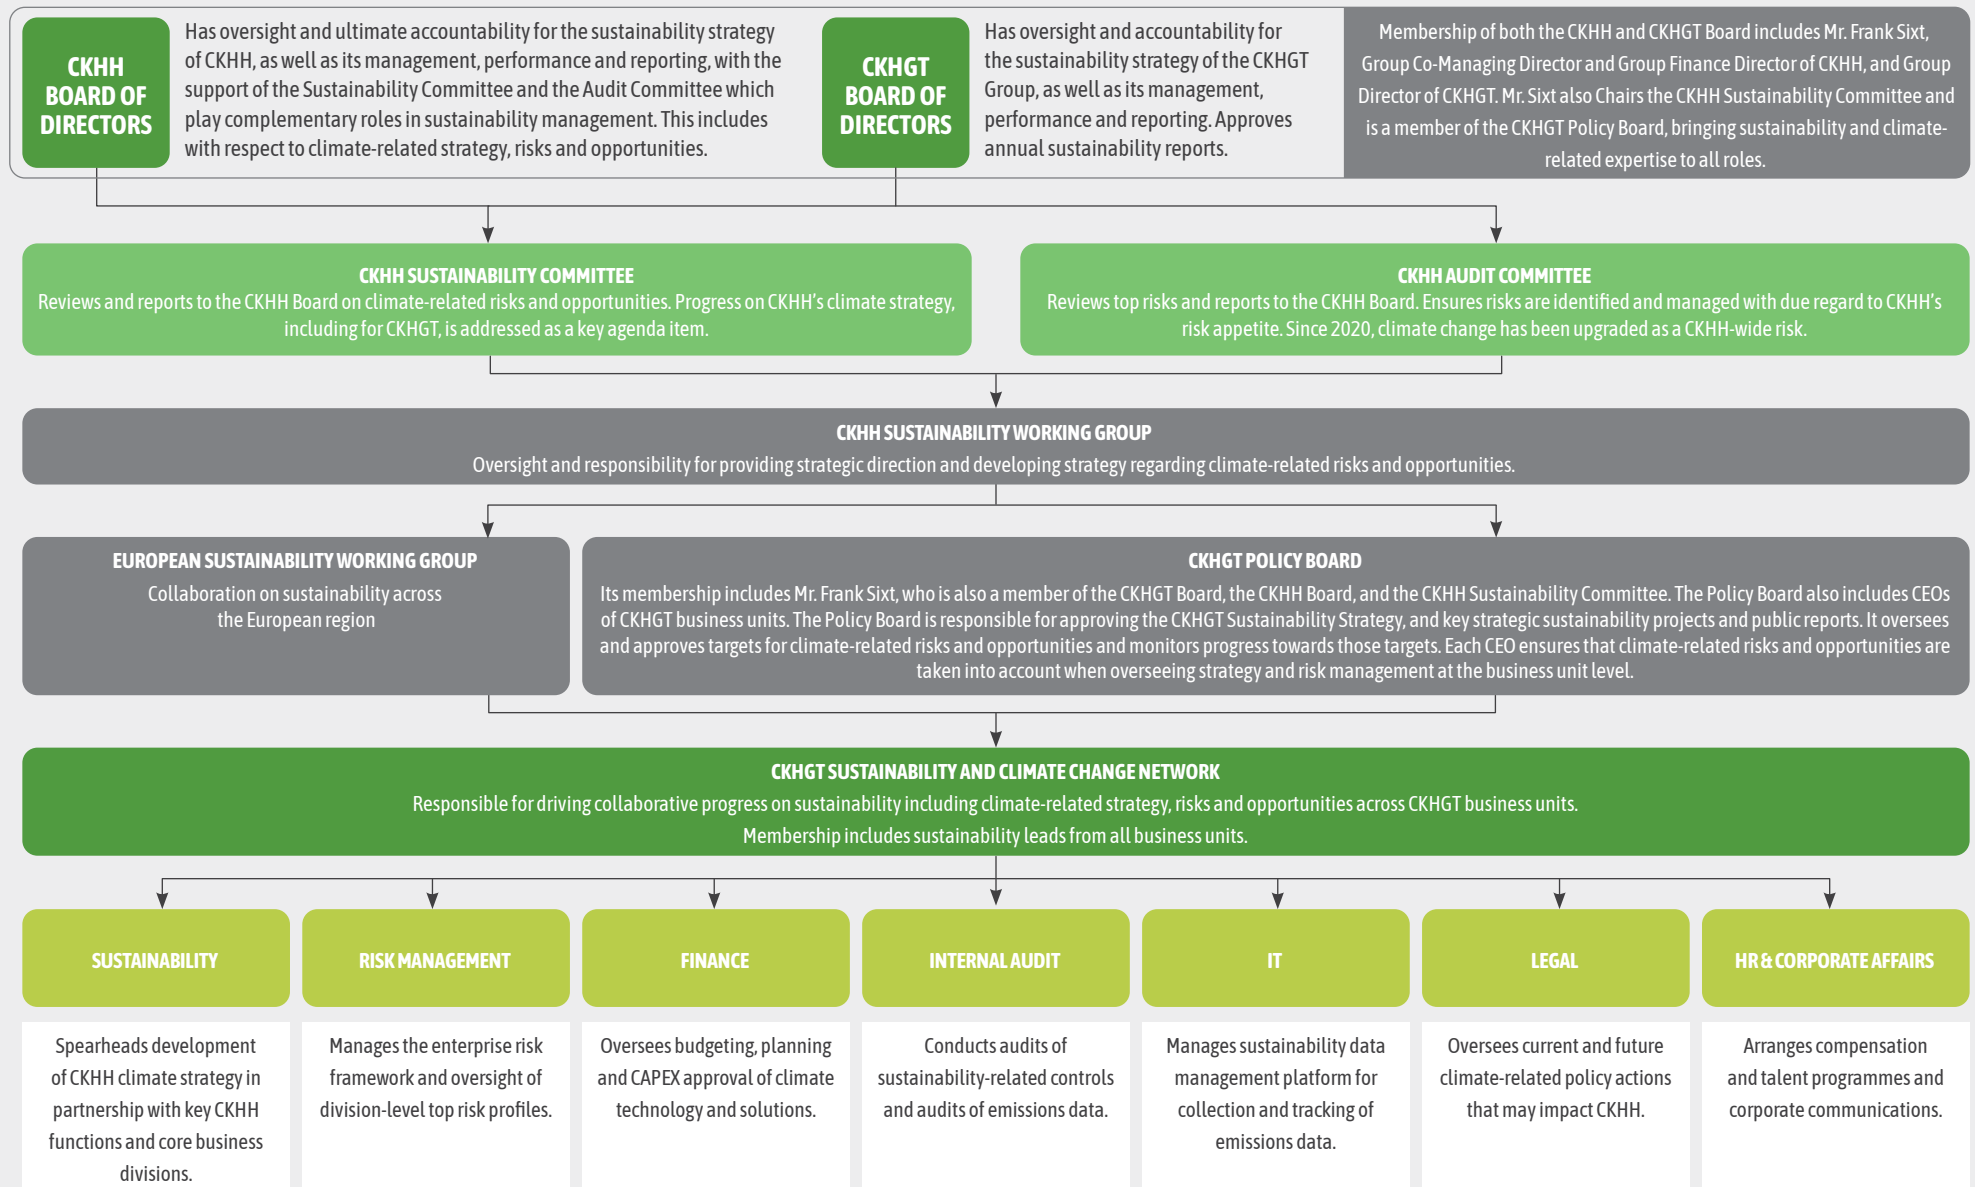 CKHH
BOARD OF
DIRECTORS
Has oversight and ultimate accountability for the sustainability strategy
of CKHH, as well as its management, performance and reporting, with the
support of the Sustainability Committee and the Audit Committee which
play complementary roles in sustainability management. This includes
with respect to climate-related strategy, risks and opportunities.
CKHGT
BOARD OF
DIRECTORS
Has oversight and accountability for
the sustainability strategy of the CKHGT
Group, as well as its management,
performance and reporting. Approves
annual sustainability reports.
Membership of both the CKHH and CKHGT Board includes Mr. Frank Sixt,
Group Co-Managing Director and Group Finance Director of CKHH, and Group
Director of CKHGT. Mr. Sixt also Chairs the CKHH Sustainability Committee and
is a member of the CKHGT Policy Board, bringing sustainability and climate-
related expertise to all roles.
CKHH SUSTAINABILITY COMMITTEE
Reviews and reports to the CKHH Board on climate-related risks and opportunities. Progress on CKHH's climate strategy,
including for CKHGT, is addressed as a key agenda item.
CKHH AUDIT COMMITTEE
Reviews top risks and reports to the CKHH Board. Ensures risks are identified and managed with due regard to CKHH's
risk appetite. Since 2020, climate change has been upgraded as a CKHH-wide risk.
CKHH SUSTAINABILITY WORKING GROUP
Oversight and responsibility for providing strategic direction and developing strategy regarding climate-related risks and opportunities.
EUROPEAN SUSTAINABILITY WORKING GROUP
Collaboration on sustainability across
the European region
CKHGT POLICY BOARD
Its membership includes Mr. Frank Sixt, who is also a member of the CKHGT Board, the CKHH Board, and the CKHH Sustainability Committee. The Policy Board also includes CEOs
of CKHGT business units. The Policy Board is responsible for approving the CKHGT Sustainability Strategy, and key strategic sustainability projects and public reports. It oversees
and approves targets for climate-related risks and opportunities and monitors progress towards those targets. Each CEO ensures that climate-related risks and opportunities are
taken into account when overseeing strategy and risk management at the business unit level.
CKHGT SUSTAINABILITY AND CLIMATE CHANGE NETWORK
Responsible for driving collaborative progress on sustainability including climate-related strategy, risks and opportunities across CKHGT business units.
Membership includes sustainability leads from all business units.
SUSTAINABILITY
Spearheads development
of CKHH climate strategy in
partnership with key CKHH
functions and core business
divisions.
RISK MANAGEMENT
Manages the enterprise risk
framework and oversight of
division-level top risk profiles.
FINANCE
Oversees budgeting, planning
and CAPEX approval of climate
technology and solutions.
INTERNAL AUDIT
Conducts audits of
sustainability-related controls
and audits of emissions data.
IT
Manages sustainability data
management platform for
collection and tracking of
emissions data.
LEGAL
Oversees current and future
climate-related policy actions
that may impact CKHH.
HR & CORPORATE AFFAIRS
Arranges compensation
and talent programmes and
corporate communications.